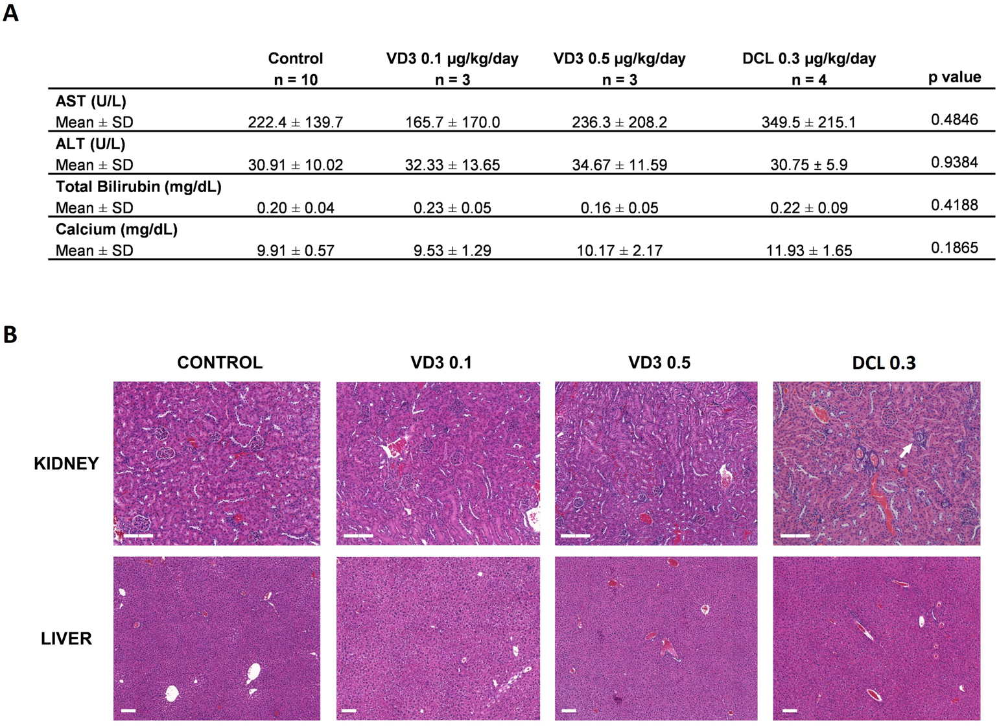 A
Control VD3 0.1 µg/kg/day VD3 0.5 µg/kg/day DCL 0.3 µg/kg/day
n = 10 n = 3 n = 3 n = 4 p value
AST (U/L)
Mean ± SD 222.4 ± 139.7 165.7 ± 170.0 236.3 ± 208.2 349.5 ± 215.1 0.4846
ALT (U/L)
Mean ± SD 30.91 ± 10.02 32.33 ± 13.65 34.67 ± 11.59 30.75 ± 5.9 0.9384
Total Bilirubin (mg/dL)
Mean ± SD 0.20 ± 0.04 0.23 ± 0.05 0.16 ± 0.05 0.22 ± 0.09 0.4188
Calcium (mg/dL)
Mean ± SD 9.91 ± 0.57 9.53 ± 1.29 10.17 ± 2.17 11.93 ± 1.65 0.1865
B
CONTROL VD3 0.1 VD3 0.5 DCL 0.3
KIDNEY
LIVER